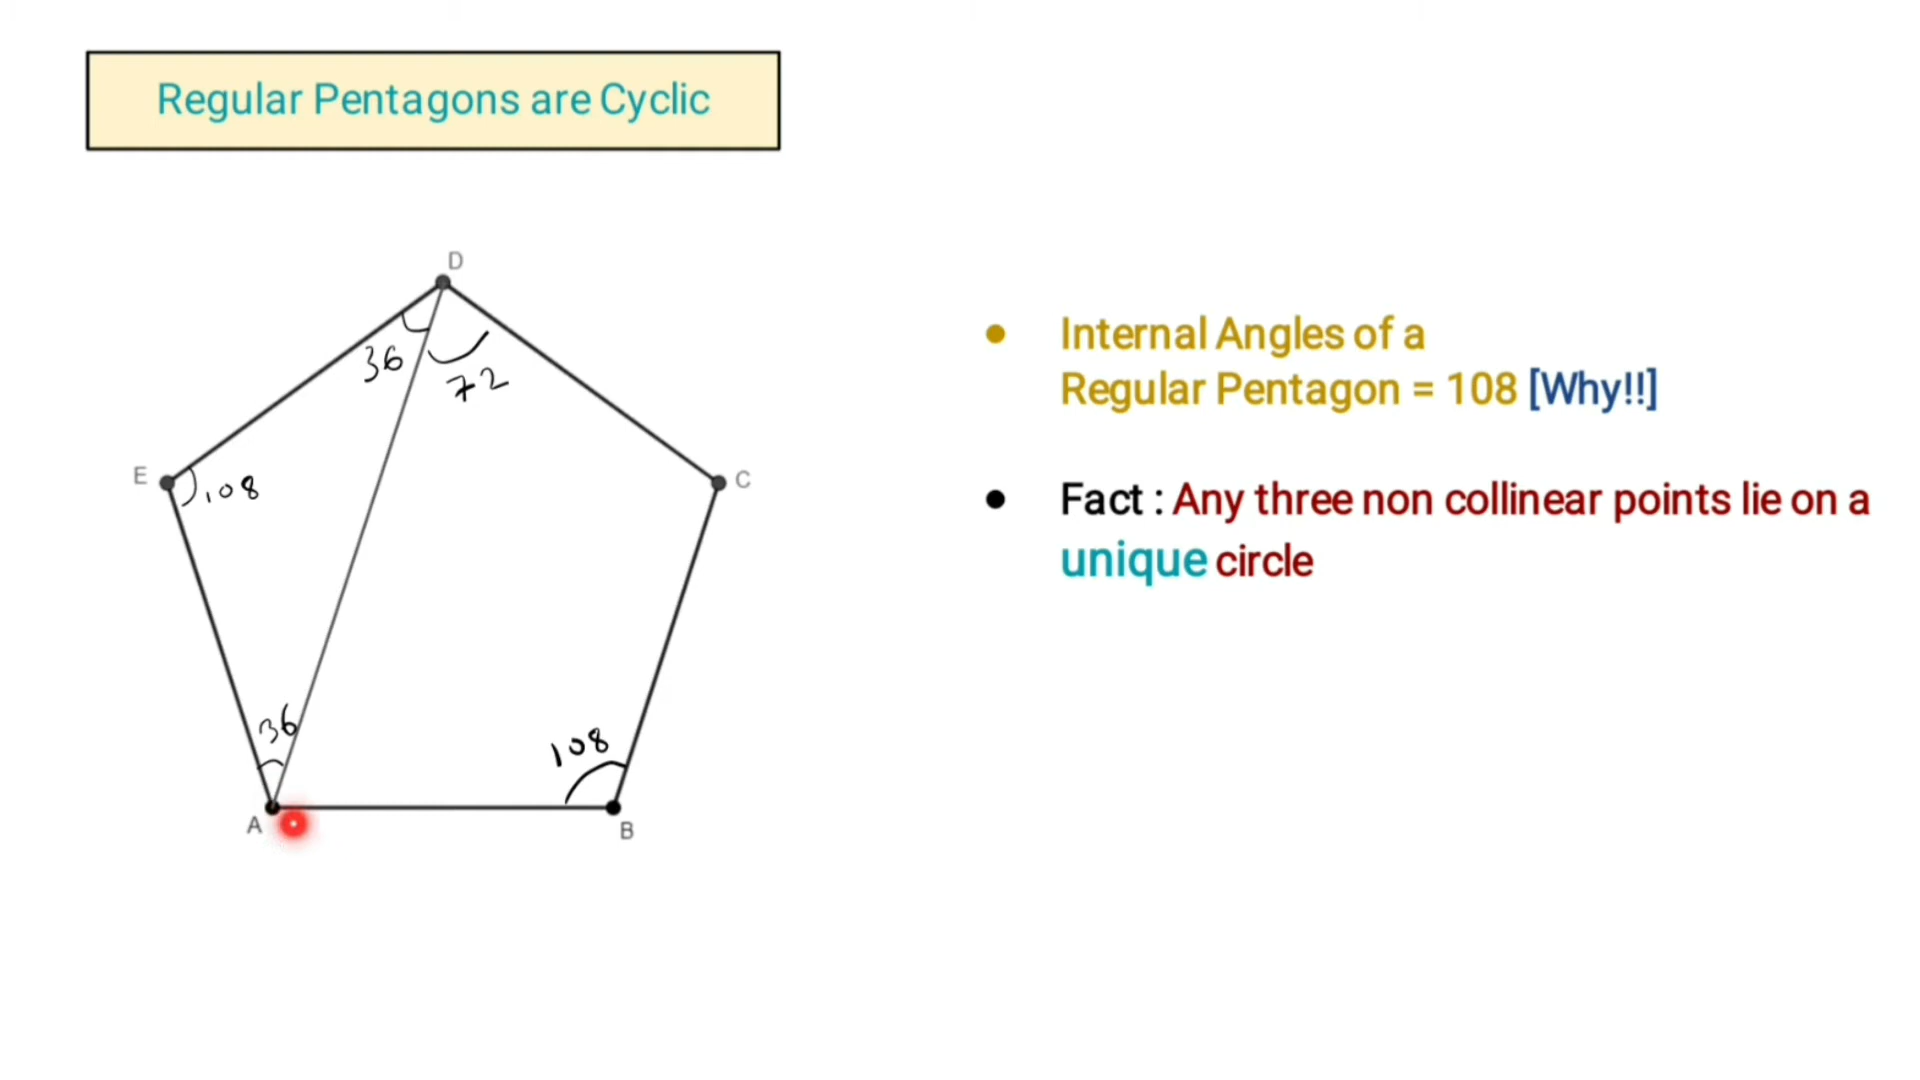 Regular Pentagons are Cyclic
D
36
72
E
108
C
36
108
A
B
Internal Angles of a
Regular Pentagon = 108 [Why!!]
Fact : Any three non collinear points lie on a
unique circle